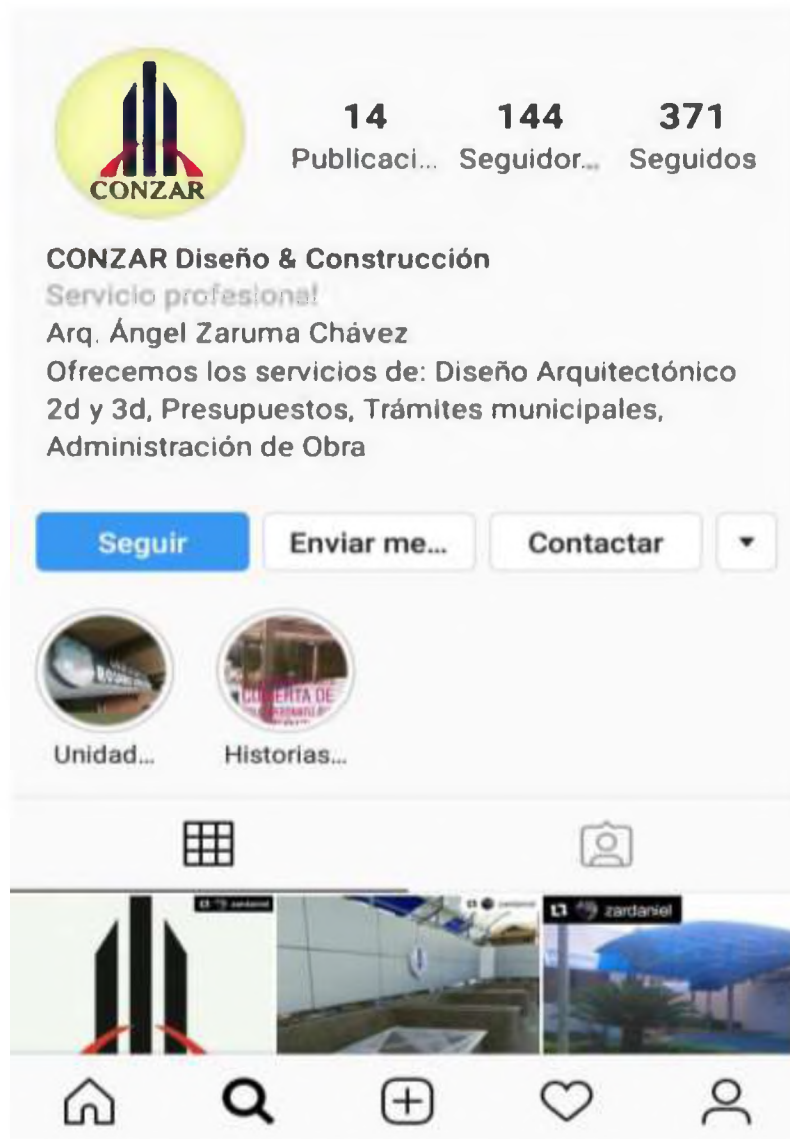 CONZAR
14 144 371
Publicaci... Seguidor... Seguidos
CONZAR Diseño & Construcción
Servicio profesional
Arq. Ángel Zaruma Chávez
Ofrecemos los servicios de: Diseño Arquitectónico
2d y 3d, Presupuestos, Trámites municipales,
Administración de Obra
Seguir Enviar me... Contactar
DE
Unidad... Historias...
zardaniel